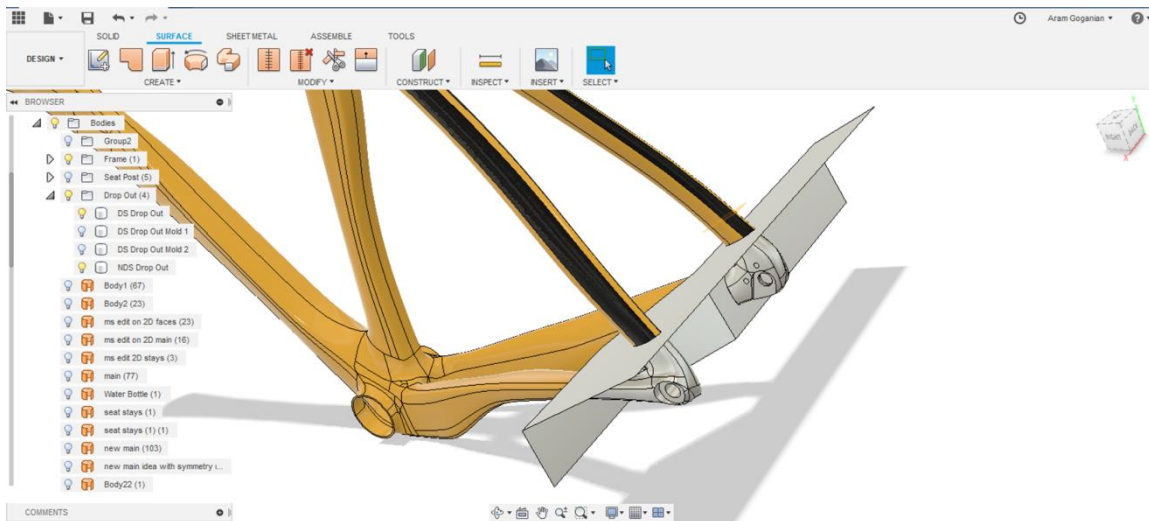 Aram Goganian
SOLID SURFACE SHEET METAL ASSEMBLE TOOLS
DESIGN
CREATE MODIFY CONSTRUCT INSPECT INSERT SELECT
BROWSER
Bodies
Group2
Frame (1)
Seat Post (5)
Drop Out (4)
DS Drop Out
DS Drop Out Mold 1
DS Drop Out Mold 2
NDS Drop Out
Body1 (67)
Body2 (23)
ms edit on 2D faces (23)
ms edit on 2D main (16)
ms edit 2D stays (3)
main (77)
Water Bottle (1)
seat stays (1)
seat stays (1) (1)
new main (103)
new main idea with symmetry
Body22 (1)
COMMENTS
RIGHT BACK